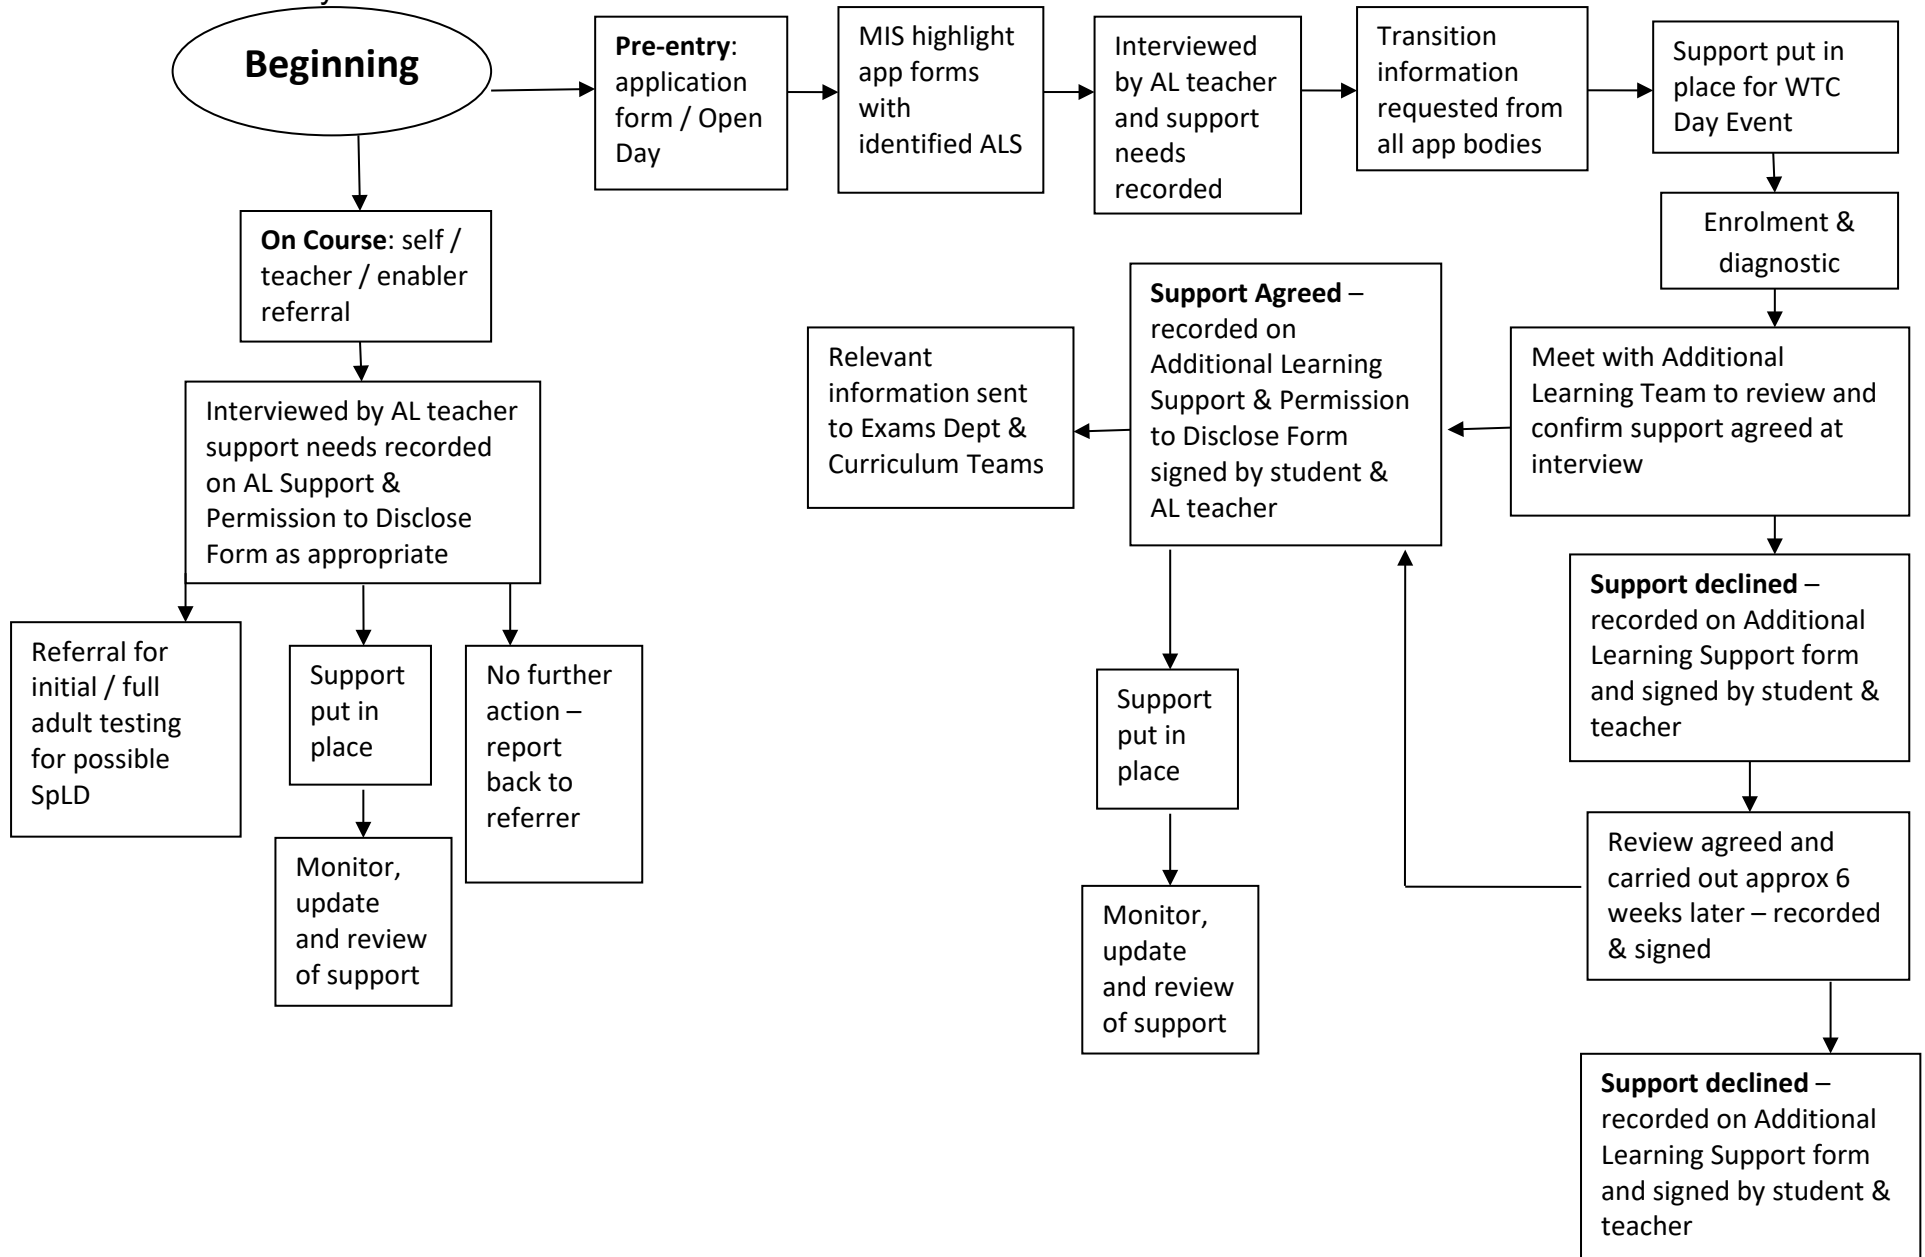 Beginning
Pre-entry:
application
form / Open
Day
MIS highlight
app forms
with
identified ALS
Interviewed
by AL teacher
and support
needs
recorded
Transition
information
requested from
all app bodies
Support put in
place for WTC
Day Event
Enrolment &
diagnostic
On Course: self /
teacher / enabler
referral
Interviewed by AL teacher
support needs recorded
on AL Support &
Permission to Disclose
Form as appropriate
Referral for
initial / full
adult testing
for possible
SpLD
Support
put in
place
No further
action –
report
back to
referrer
Monitor,
update
and review
of support
Meet with Additional
Learning Team to review and
confirm support agreed at
interview
Support Agreed –
recorded on
Additional Learning
Support & Permission
to Disclose Form
signed by student &
AL teacher
Relevant
information sent
to Exams Dept &
Curriculum Teams
Support
put in
place
Monitor,
update
and review
of support
Support declined –
recorded on Additional
Learning Support form
and signed by student &
teacher
Review agreed and
carried out approx 6
weeks later – recorded
& signed
Support declined –
recorded on Additional
Learning Support form
and signed by student &
teacher